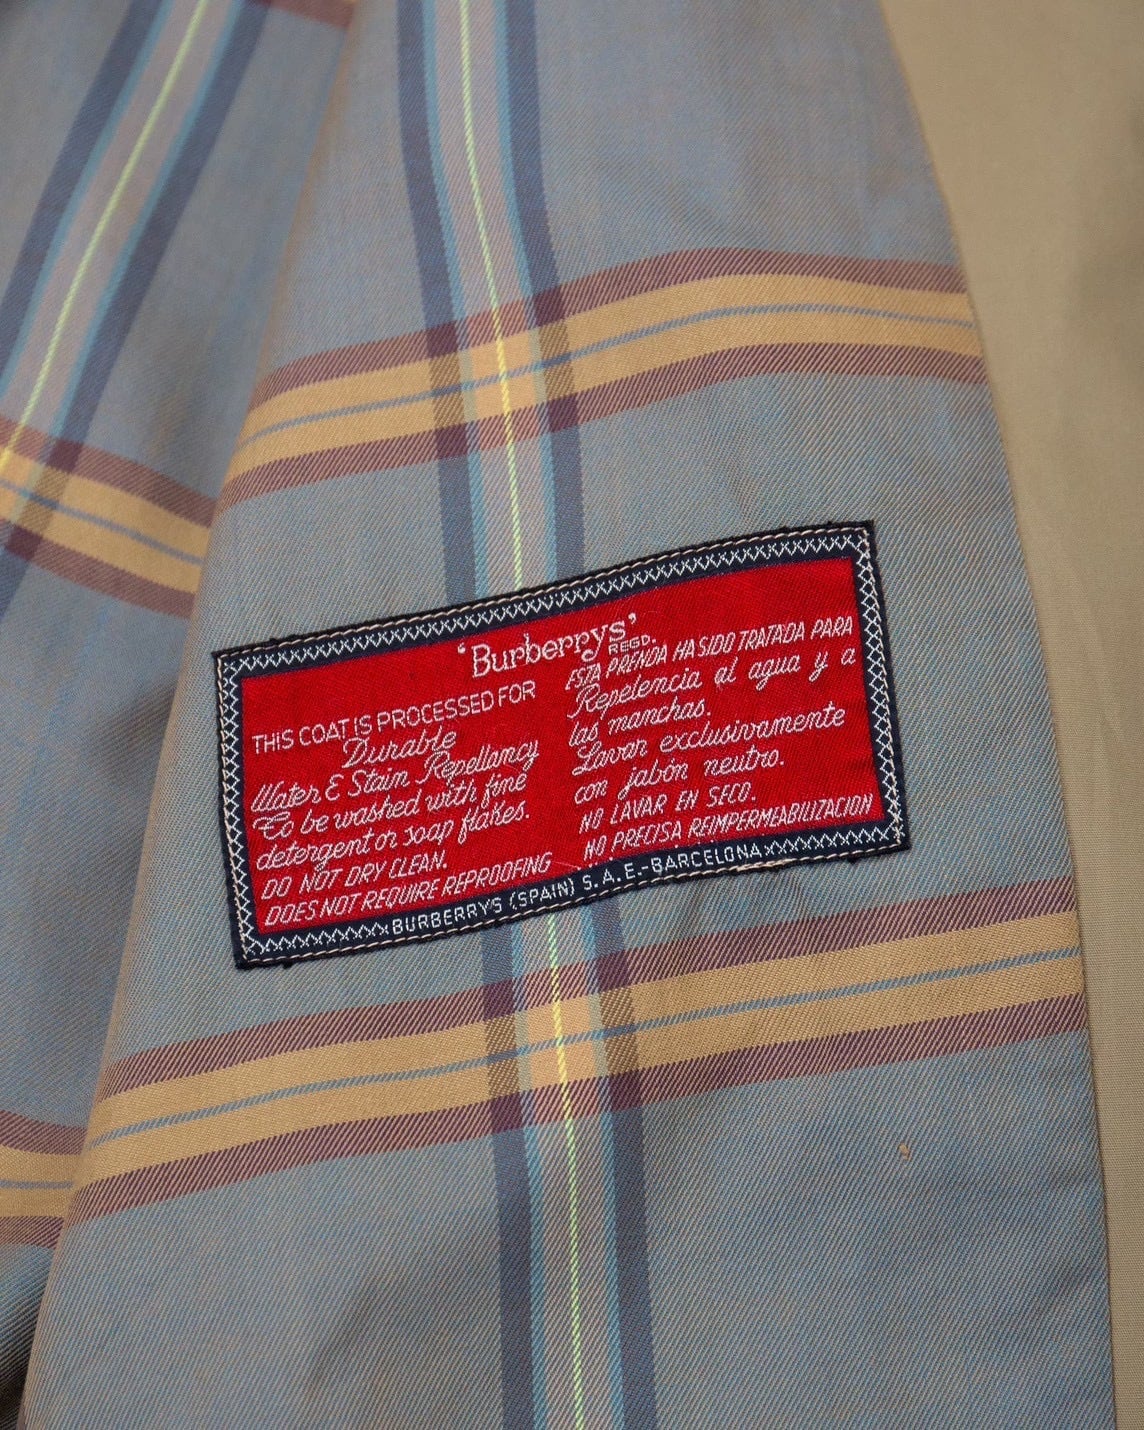 'Burberrys'
REGD.
THIS COAT IS PROCESSED FOR
Durable
Water & Stain Repellancy
To be washed with fine
detergent or soap flakes.
DO NOT DRY CLEAN.
DOES NOT REQUIRE REPROOFING
ESTA PRENDA HA SIDO TRATADA PARA
Repelencia al agua y a
las manchas.
Lavar exclusivamente
con jabón neutro.
NO LAVAR EN SECO.
NO PRECISA REIMPERMEABILIZACION
BURBERRY'S (SPAIN) S.A.E.-BARCELONA